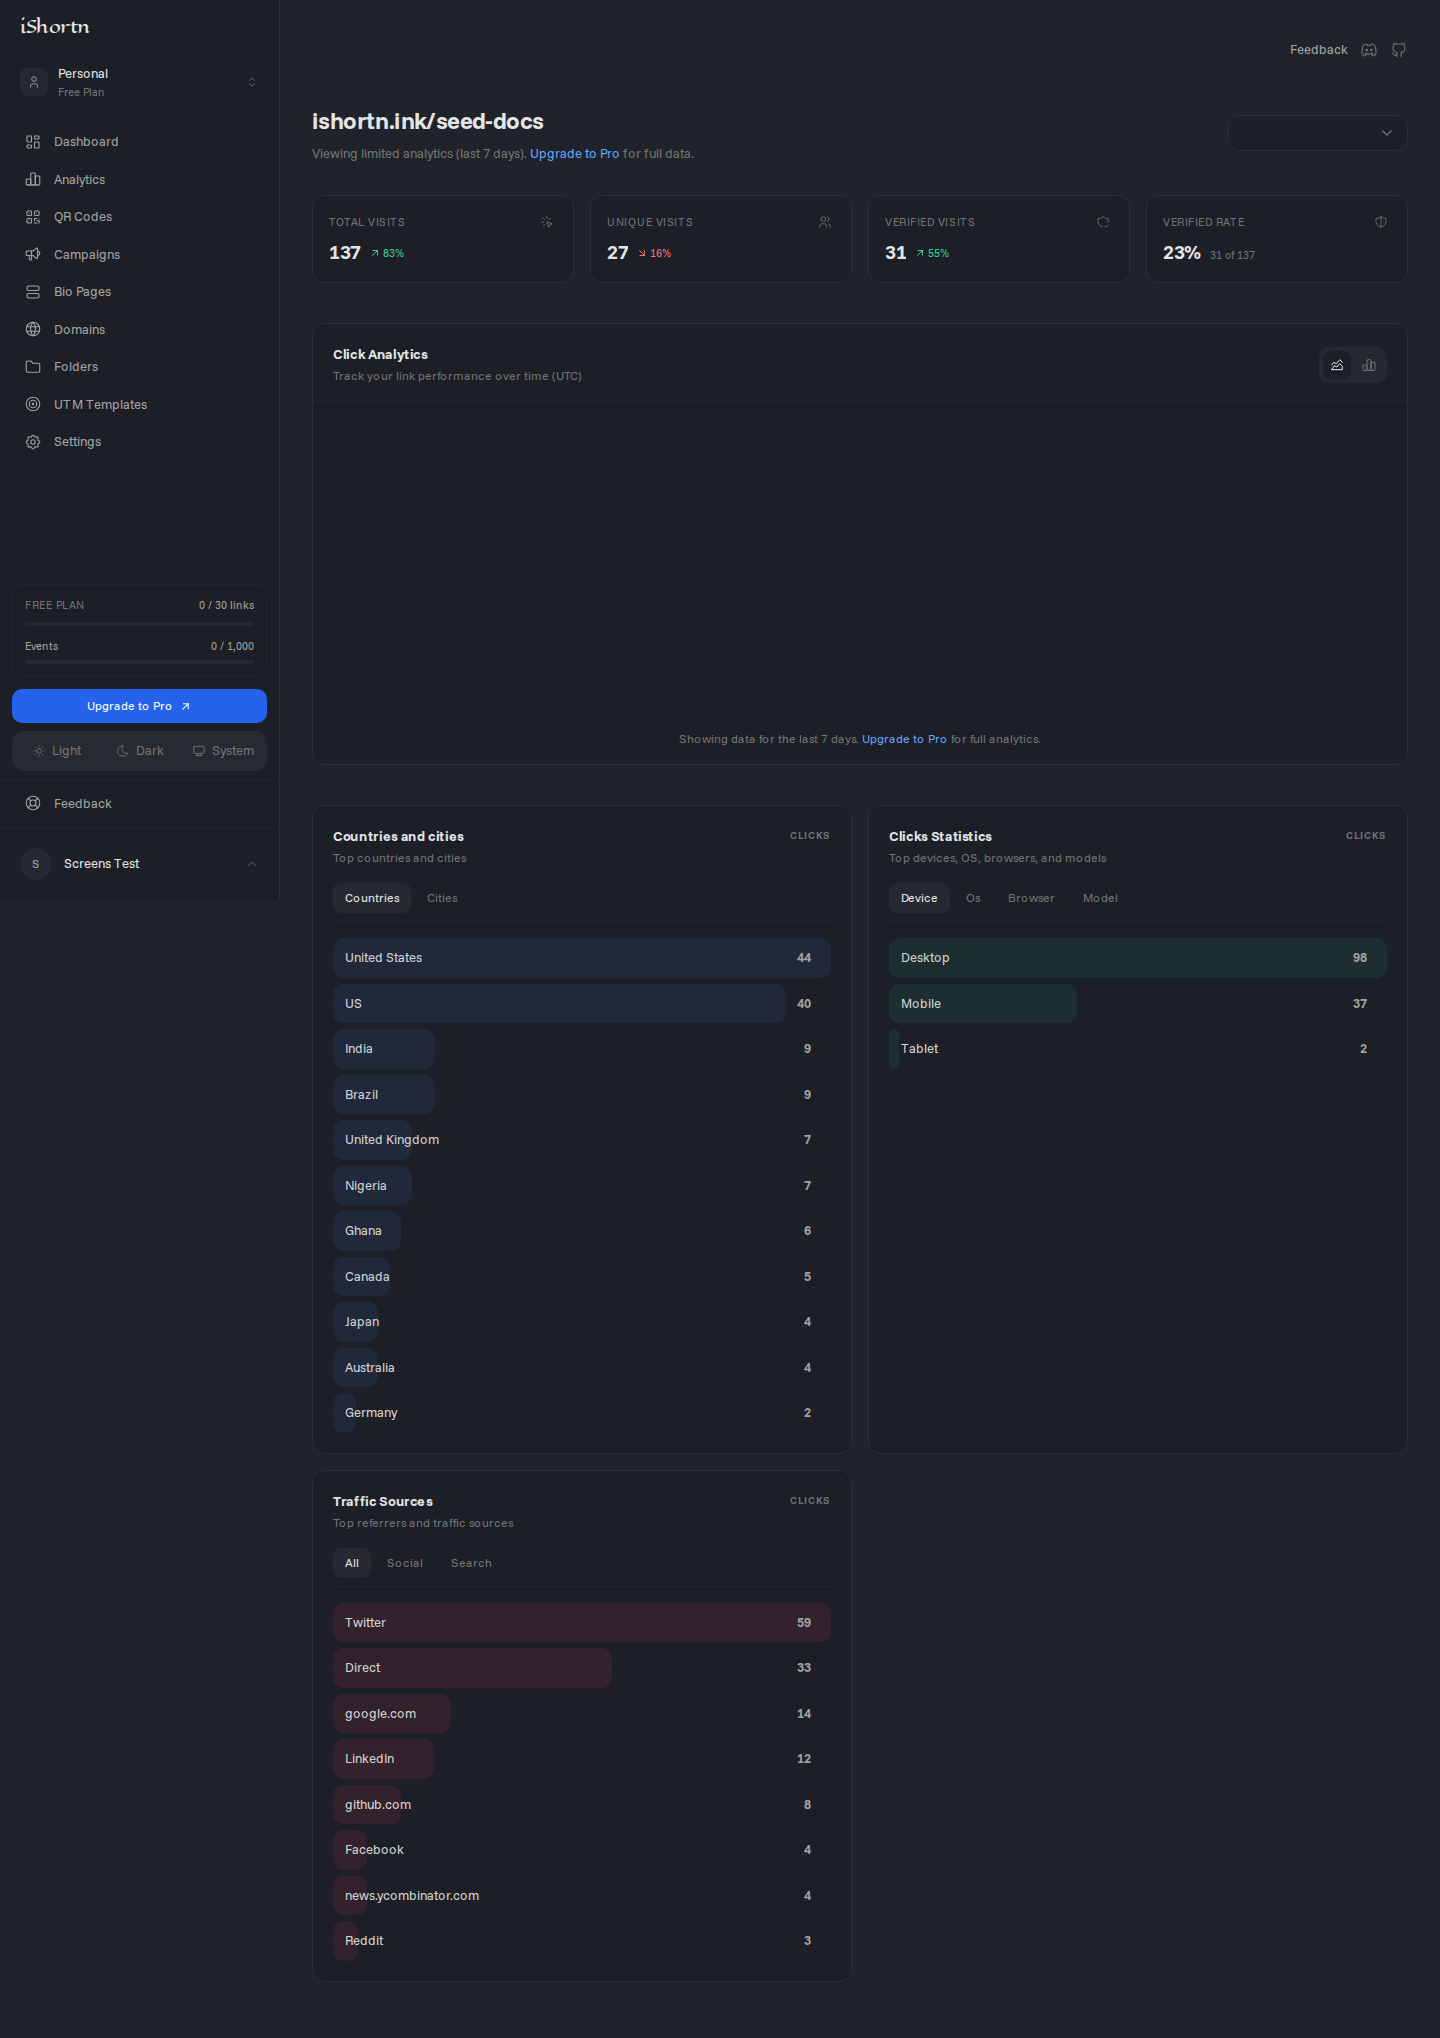 iShortn
Personal
Free Plan
Dashboard
Analytics
QR Codes
Campaigns
Bio Pages
Domains
Folders
UTM Templates
Settings
FREE PLAN 0 / 30 links
Events 0 / 1,000
Upgrade to Pro
Light Dark System
Feedback
S Screens Test
Feedback
ishortn.ink/seed-docs
Viewing limited analytics (last 7 days). Upgrade to Pro for full data.
TOTAL VISITS
137 83%
UNIQUE VISITS
27 16%
VERIFIED VISITS
31 55%
VERIFIED RATE
23% 31 of 137
Click Analytics
Track your link performance over time (UTC)
Showing data for the last 7 days. Upgrade to Pro for full analytics.
Countries and cities CLICKS
Top countries and cities
Countries Cities
United States 44
US 40
India 9
Brazil 9
United Kingdom 7
Nigeria 7
Ghana 6
Canada 5
Japan 4
Australia 4
Germany 2
Clicks Statistics CLICKS
Top devices, OS, browsers, and models
Device Os Browser Model
Desktop 98
Mobile 37
Tablet 2
Traffic Sources CLICKS
Top referrers and traffic sources
All Social Search
Twitter 59
Direct 33
google.com 14
LinkedIn 12
github.com 8
Facebook 4
news.ycombinator.com 4
Reddit 3